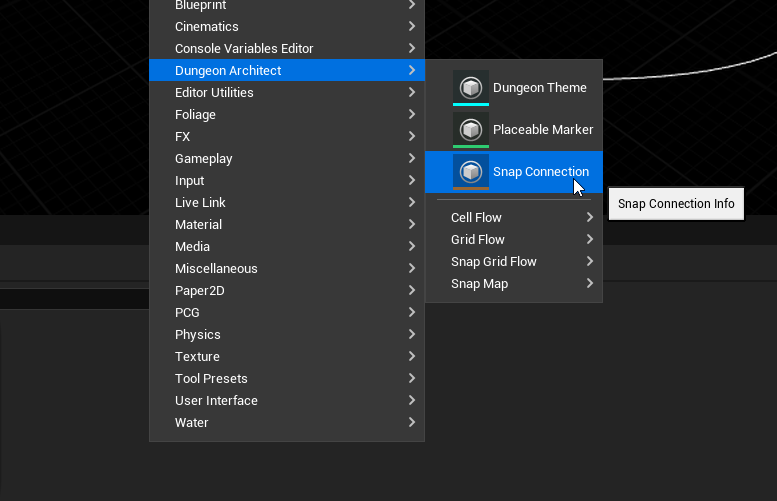 Blueprint
Cinematics
Console Variables Editor
Dungeon Architect
Editor Utilities
Foliage
FX
Gameplay
Input
Live Link
Material
Media
Miscellaneous
Paper2D
PCG
Physics
Texture
Tool Presets
User Interface
Water
Dungeon Theme
Placeable Marker
Snap Connection
Cell Flow
Grid Flow
Snap Grid Flow
Snap Map
Snap Connection Info